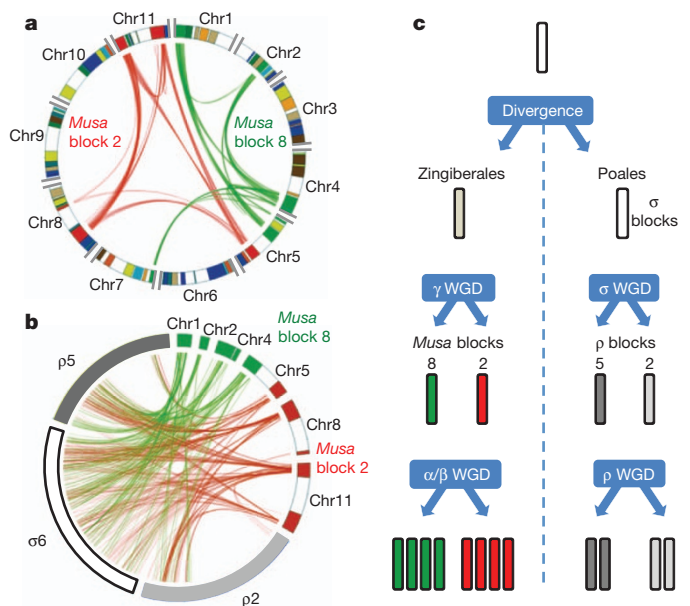 a
Chr11
Chr1
Chr10
Chr2
Chr9
Musa
block 2
Musa
block 8
Chr3
Chr4
Chr8
Chr5
Chr7
Chr6
b
Musa
block 8
Chr1
Chr2
Chr4
Chr5
ρ5
Chr8
Musa
block 2
σ6
Chr11
ρ2
c
Divergence
Zingiberales
Poales
σ
blocks
γ WGD
σ WGD
Musa blocks
ρ blocks
8
2
5
2
α/β WGD
ρ WGD